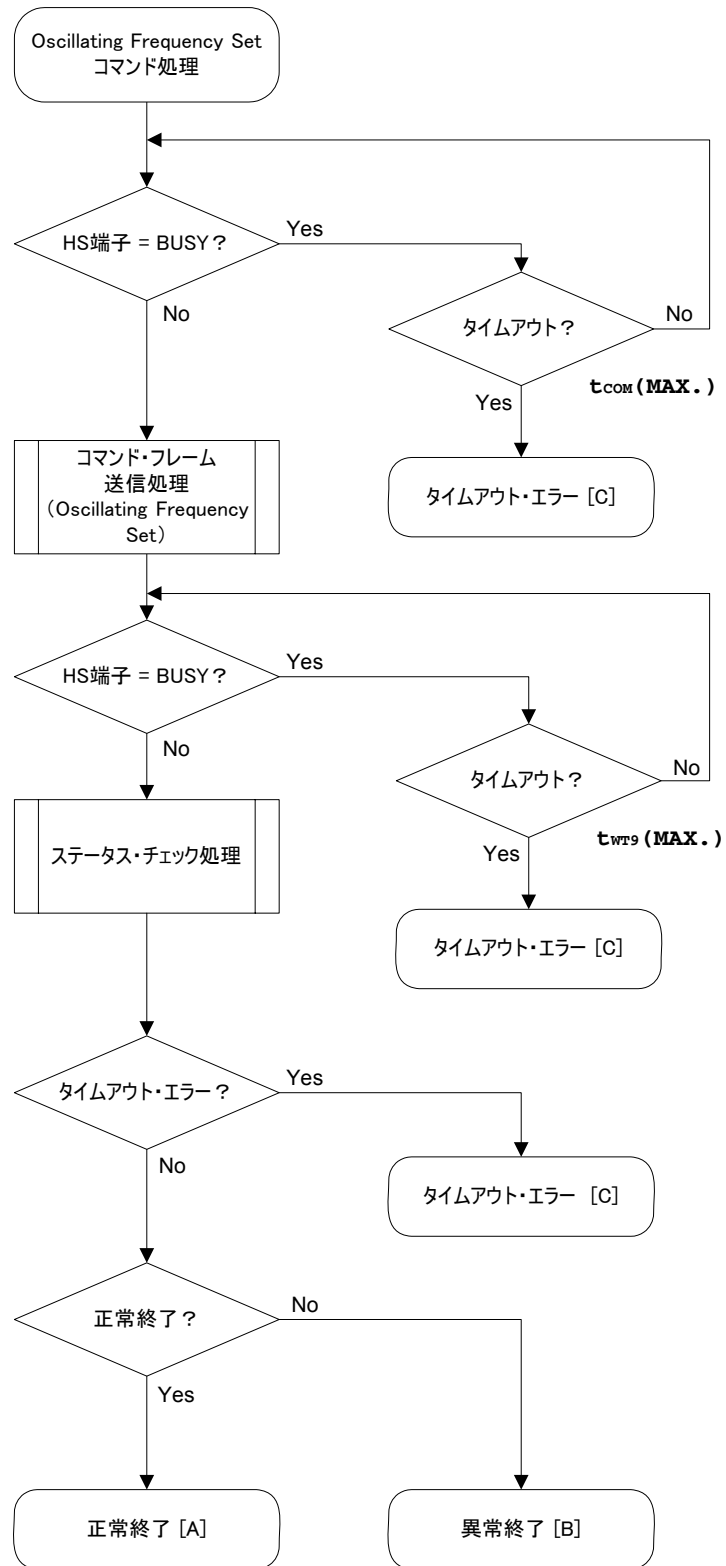 Oscillating Frequency Set
コマンド処理
HS端子 = BUSY？
Yes
No
タイムアウト？
No
tCOM(MAX.)
Yes
タイムアウト・エラー [C]
コマンド・フレーム
送信処理
（Oscillating Frequency
Set）
HS端子 = BUSY？
Yes
No
タイムアウト？
No
tWT9(MAX.)
Yes
タイムアウト・エラー [C]
ステータス・チェック処理
タイムアウト・エラー？
Yes
No
タイムアウト・エラー [C]
正常終了？
No
Yes
正常終了 [A]
異常終了 [B]